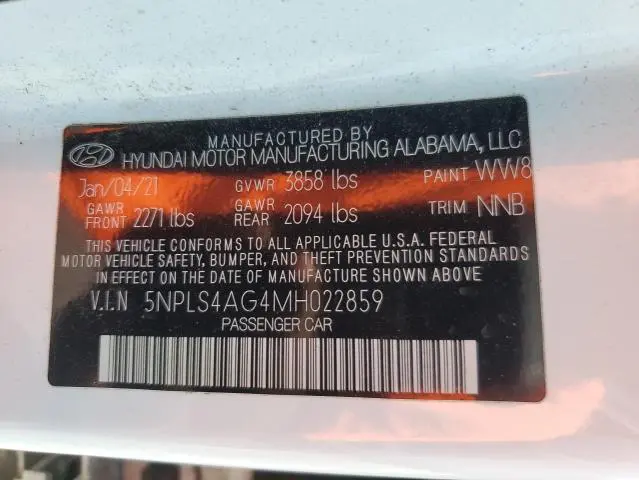 MANUFACTURED BY
HYUNDAI MOTOR MANUFACTURING ALABAMA, LLC
Jan/04/21 GVWR 3858 lbs PAINT WW8
GAWR FRONT 2271 lbs GAWR REAR 2094 lbs TRIM NNB
THIS VEHICLE CONFORMS TO ALL APPLICABLE U.S.A. FEDERAL
MOTOR VEHICLE SAFETY, BUMPER, AND THEFT PREVENTION STANDARDS
IN EFFECT ON THE DATE OF MANUFACTURE SHOWN ABOVE
V.I.N 5NPLS4AG4MH022859
PASSENGER CAR